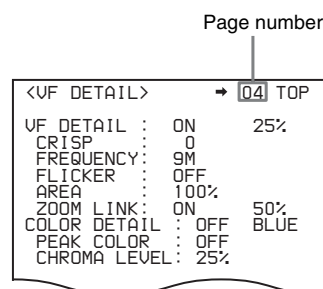 Page number
<VF DETAIL> ➡ 04 TOP
VF DETAIL : ON 25%
CRISP : 0
FREQUENCY: 9M
FLICKER : OFF
AREA : 100%
ZOOM LINK: ON 50%
COLOR DETAIL : OFF BLUE
PEAK COLOR : OFF
CHROMA LEVEL: 25%